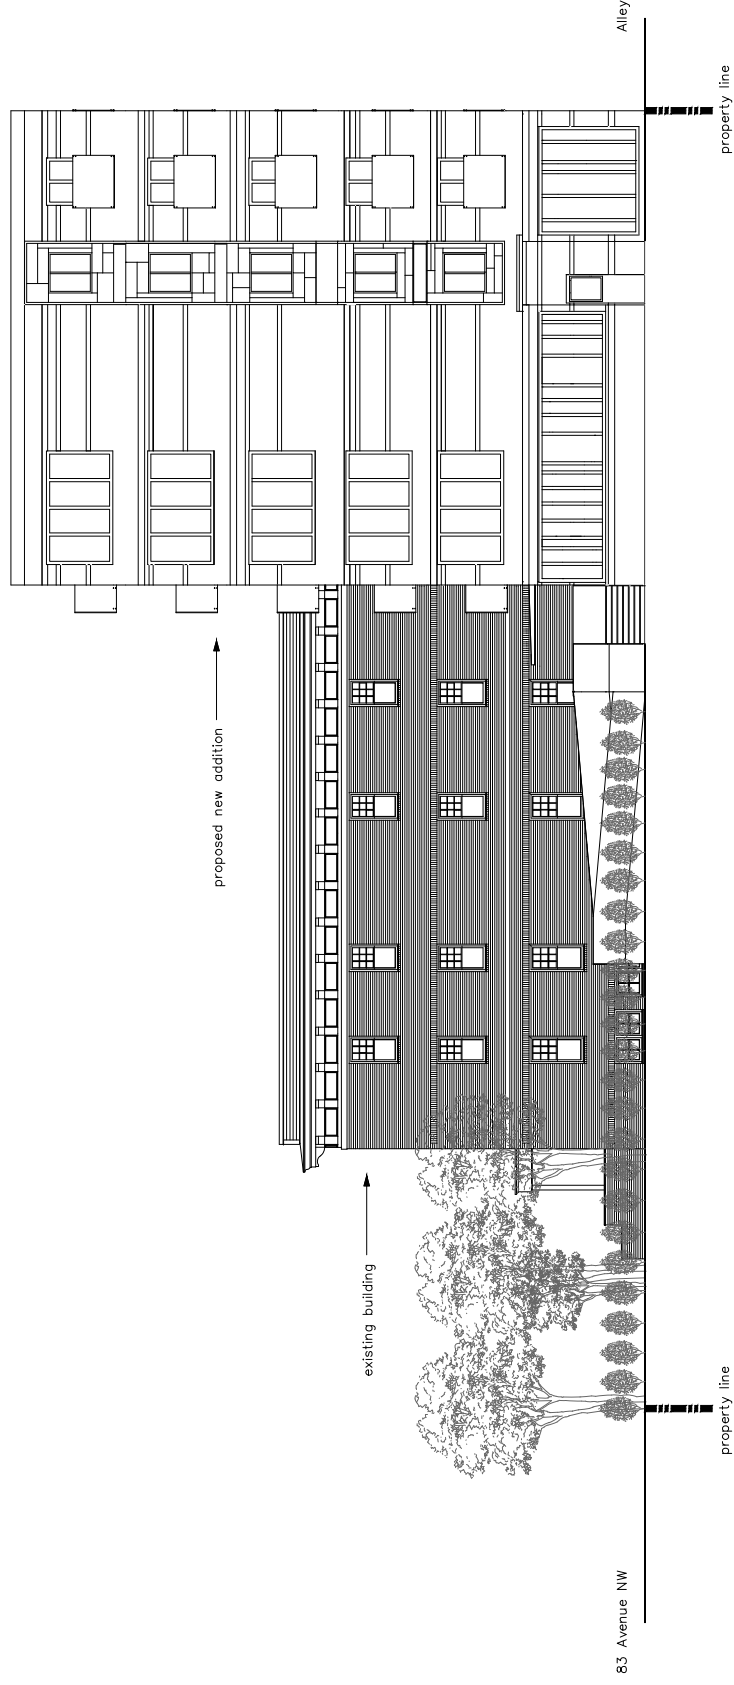 proposed new addition
existing building
83 Avenue NW
Alley
property line
property line